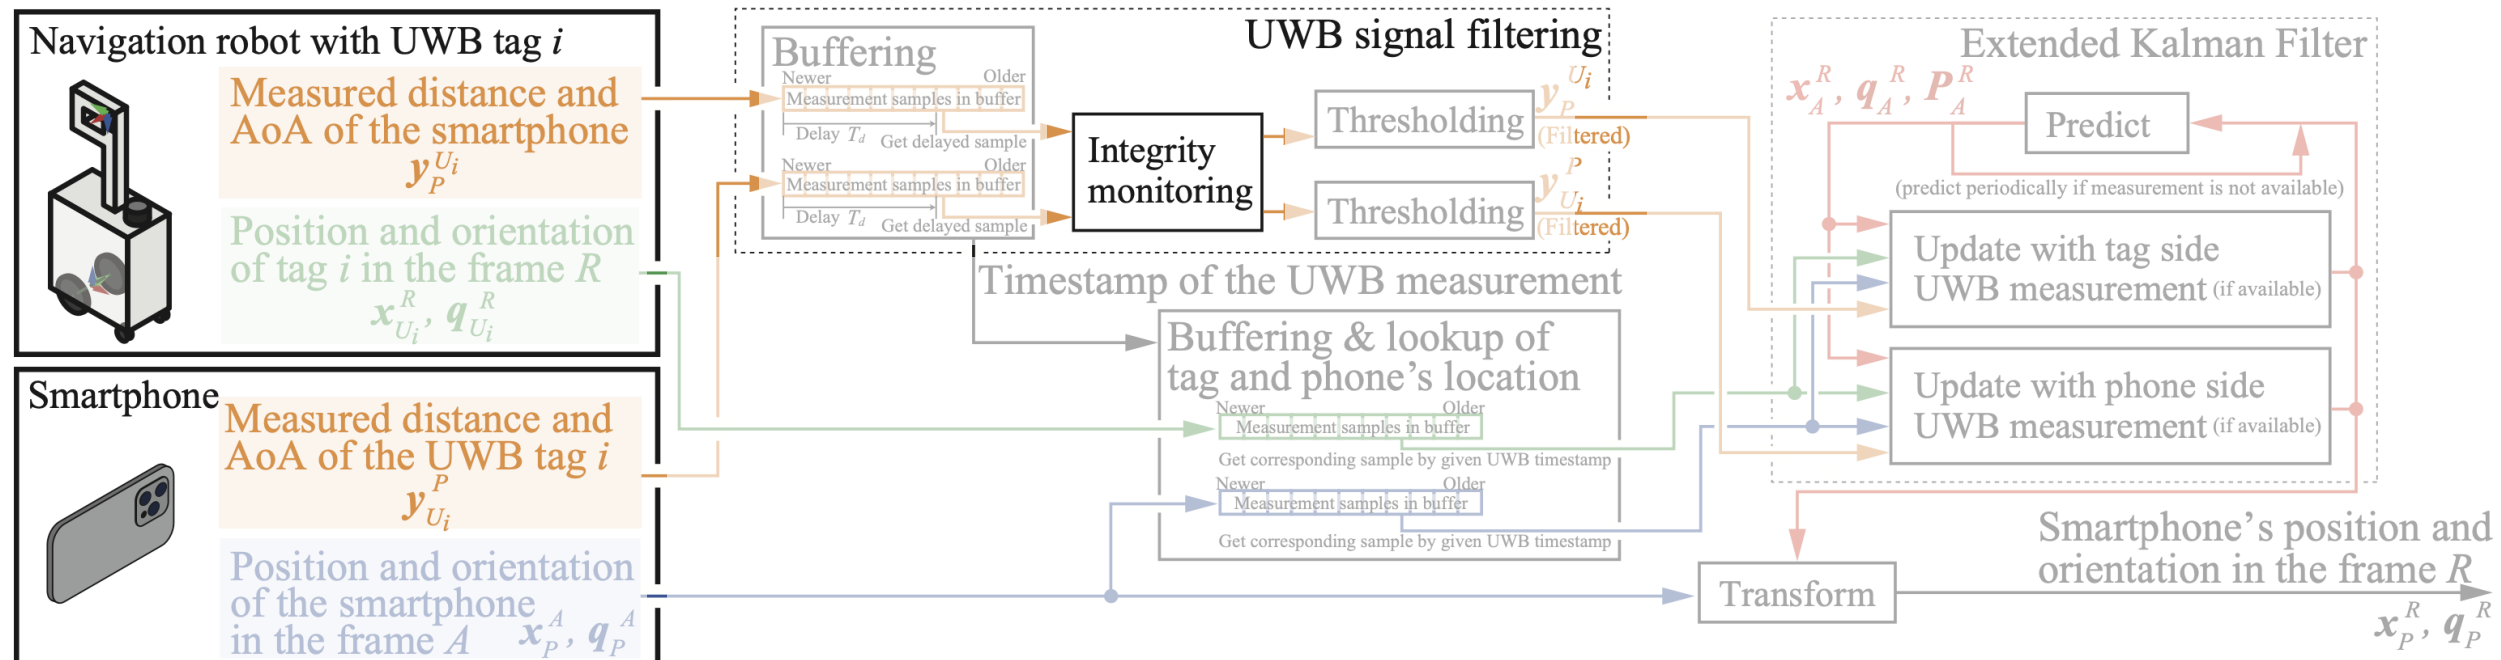 Navigation robot with UWB tag i
Measured distance and
AoA of the smartphone
y_P^{U_i}
Position and orientation
of tag i in the frame R
x_{U_i}^R, q_{U_i}^R
Smartphone
Measured distance and
AoA of the UWB tag i
y_{U_i}^P
Position and orientation
of the smartphone
in the frame A x_P^A, q_P^A
UWB signal filtering
Buffering
Newer Older
Measurement samples in buffer
Delay T_d
Get delayed sample
Newer Older
Measurement samples in buffer
Delay T_d
Get delayed sample
Integrity
monitoring
Thresholding
y_P^{U_i}
(Filtered)
Thresholding
y_{U_i}^P
(Filtered)
Timestamp of the UWB measurement
Buffering & lookup of
tag and phone's location
Newer Older
Measurement samples in buffer
Get corresponding sample by given UWB timestamp
Newer Older
Measurement samples in buffer
Get corresponding sample by given UWB timestamp
Extended Kalman Filter
x_A^R, q_A^R, P_A^R
Predict
(predict periodically if measurement is not available)
Update with tag side
UWB measurement (if available)
Update with phone side
UWB measurement (if available)
Transform
Smartphone's position and
orientation in the frame R
x_P^R, q_P^R